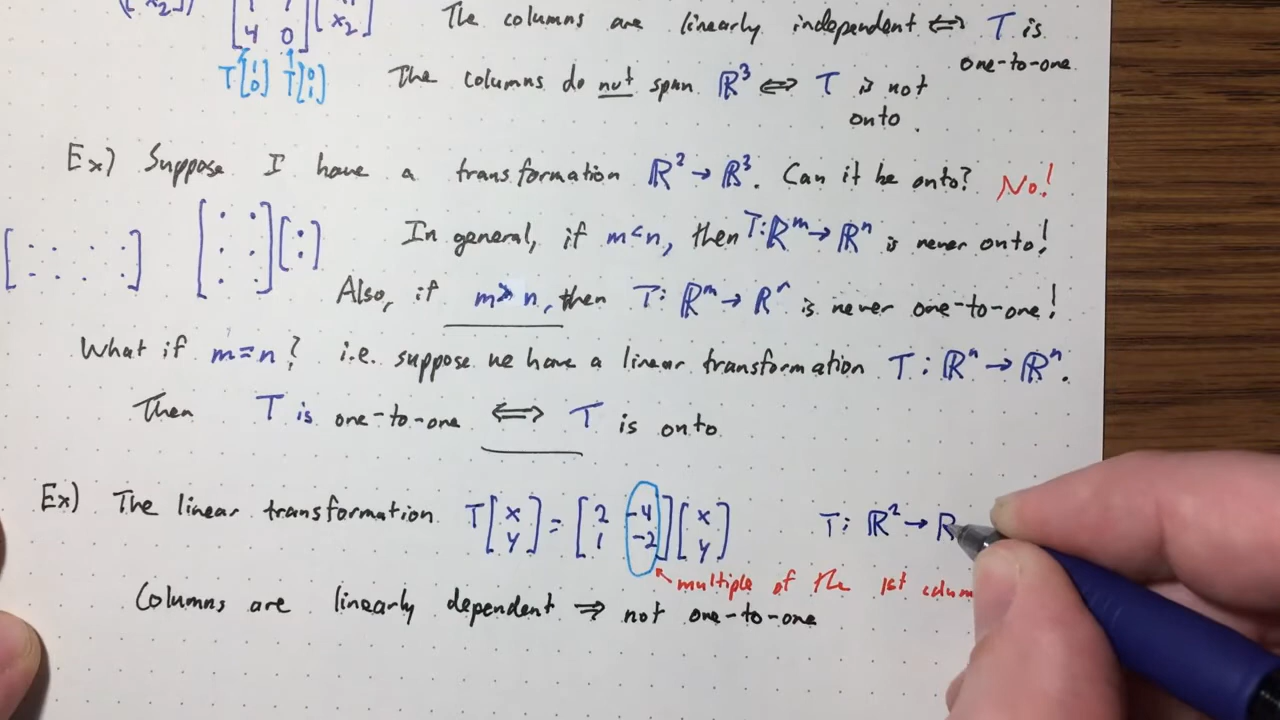 x₂
4 0
x₂
The columns are linearly independent ⟺ T is
one-to-one.
T[1 0] T[0 1]
The columns do not span ℝ³ ⟺ T is not
onto.
Ex) Suppose I have a transformation ℝ² → ℝ³. Can it be onto? No!
In general, if m<n, then T: ℝᵐ → ℝⁿ is never onto!
Also, if m>n, then T: ℝᵐ → ℝⁿ is never one-to-one!
What if m=n? i.e. suppose we have a linear transformation T: ℝⁿ → ℝⁿ.
Then T is one-to-one ⟺ T is onto
Ex) The linear transformation T[x y] = [2 -4 1 -2][x y] T: ℝ² → R
multiple of the 1st colum
Columns are linearly dependent ⇒ not one-to-one